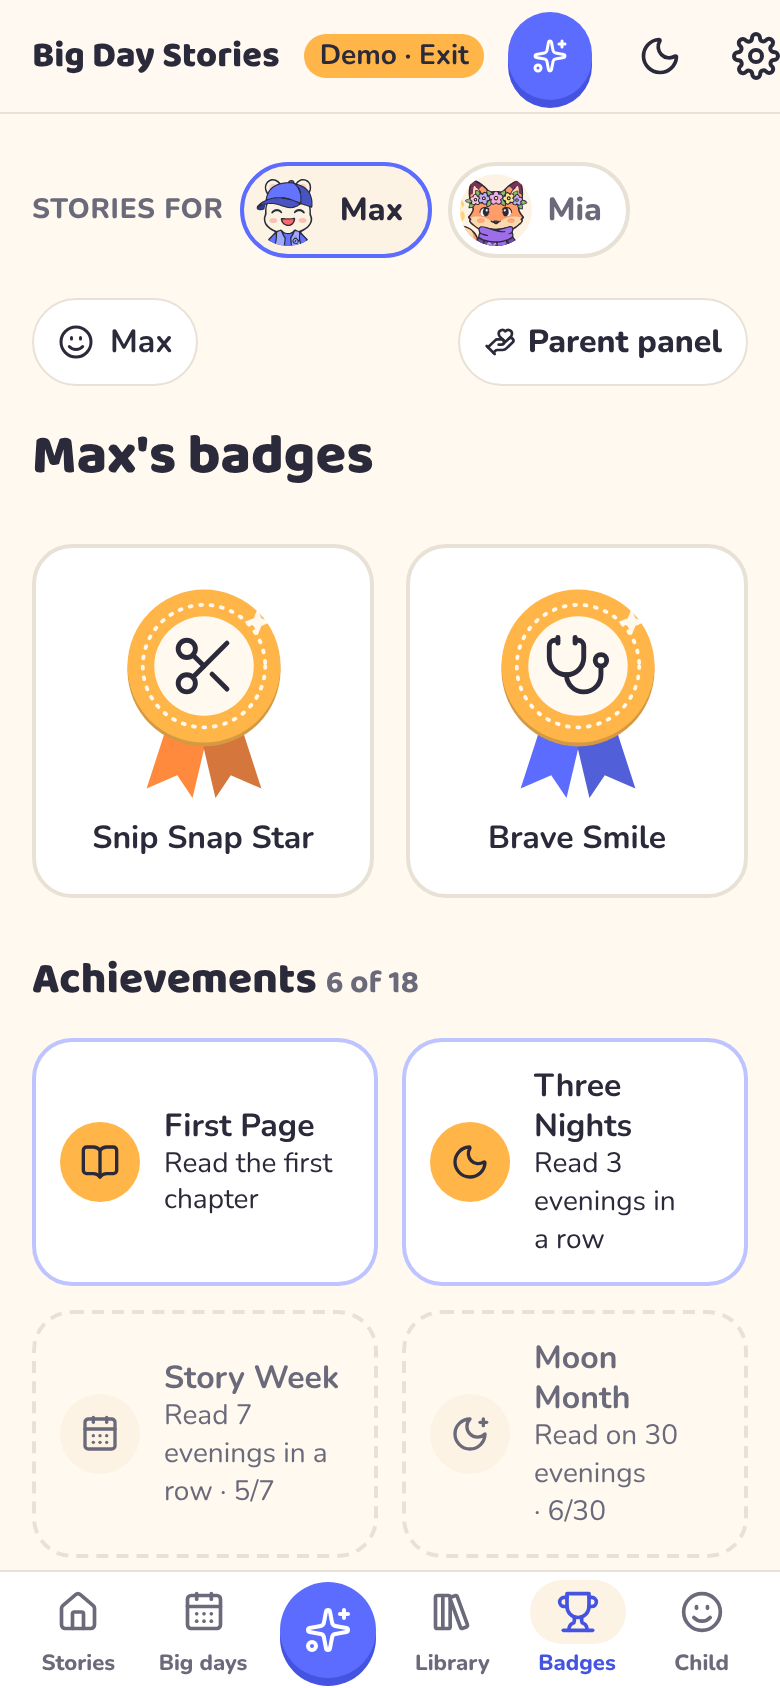 Big Day Stories
Demo · Exit
STORIES FOR
Max
Mia
Max
Parent panel
Max's badges
Snip Snap Star
Brave Smile
Achievements 6 of 18
First Page
Read the first
chapter
Three
Nights
Read 3
evenings in
a row
Story Week
Read 7
evenings in a
row · 5/7
Moon
Month
Read on 30
evenings
· 6/30
Stories
Big days
Library
Badges
Child